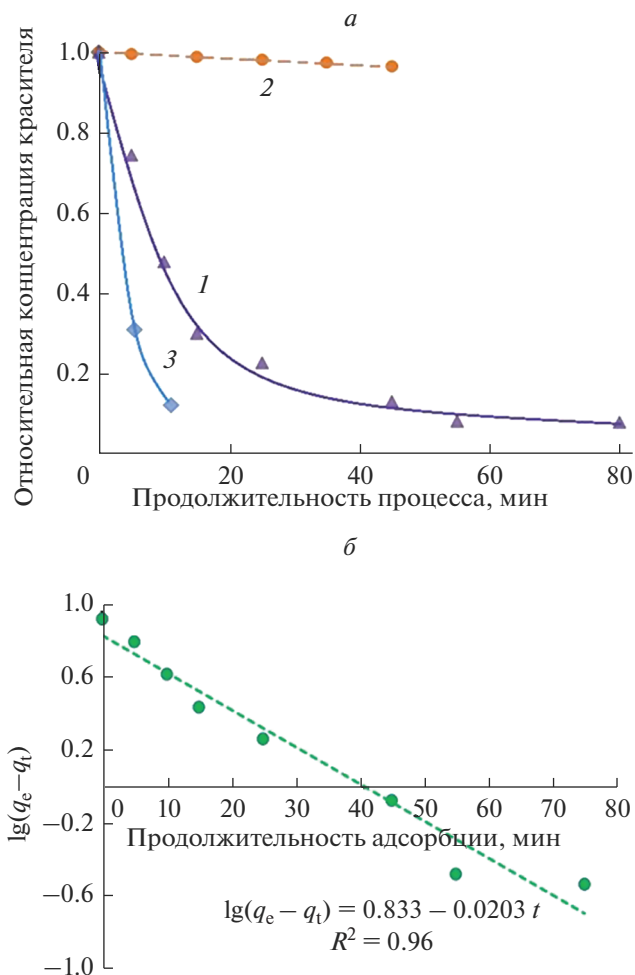 а
Относительная концентрация красителя
1.0
0.8
0.6
0.4
0.2
2
1
3
0 20 40 60 80
Продолжительность процесса, мин
б
lg(qₑ−qₜ)
1.0
0.6
0.2
0 10 20 30 40 50 60 70 80
−0.2
Продолжительность адсорбции, мин
−0.6
lg(qₑ − qₜ) = 0.833 − 0.0203 t
R² = 0.96
−1.0